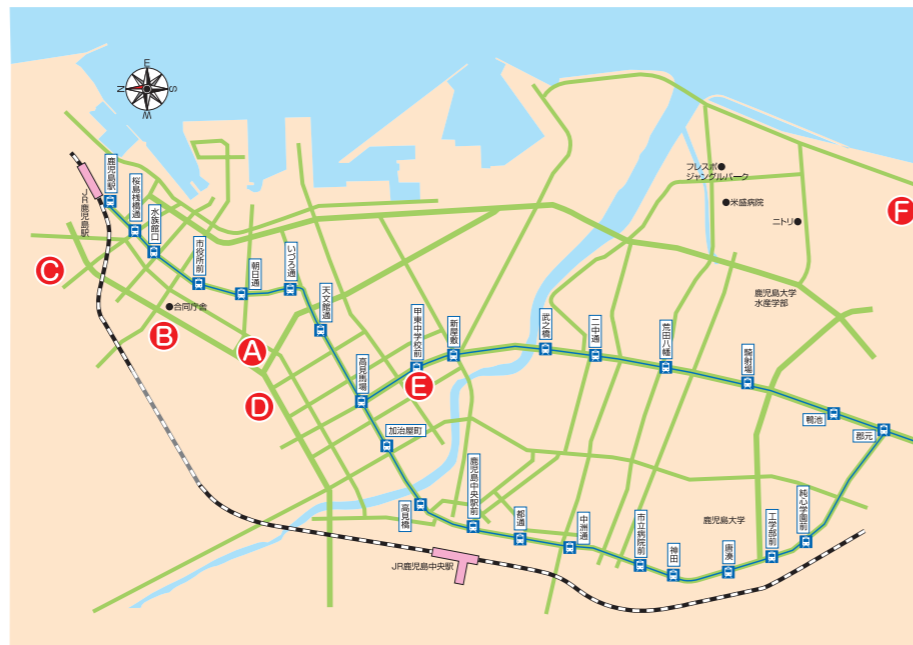 E
N
S
W
鹿児島駅
JR鹿児島駅
桜島桟橋通
水族館口
市役所前
朝日通
いづろ通
天文館通
C
合同庁舎
B
A
D
高見馬場
甲東中学校前
E
新屋敷
武之橋
二中通
荒田八幡
騎射場
鴨池
郡元
フレスポ
ジャングルパーク
米盛病院
ニトリ
F
鹿児島大学
水産学部
加治屋町
高見橋
鹿児島中央駅前
JR鹿児島中央駅
都通
中洲通
市立病院前
神田
唐湊
鹿児島大学
工学部前
純心学園前